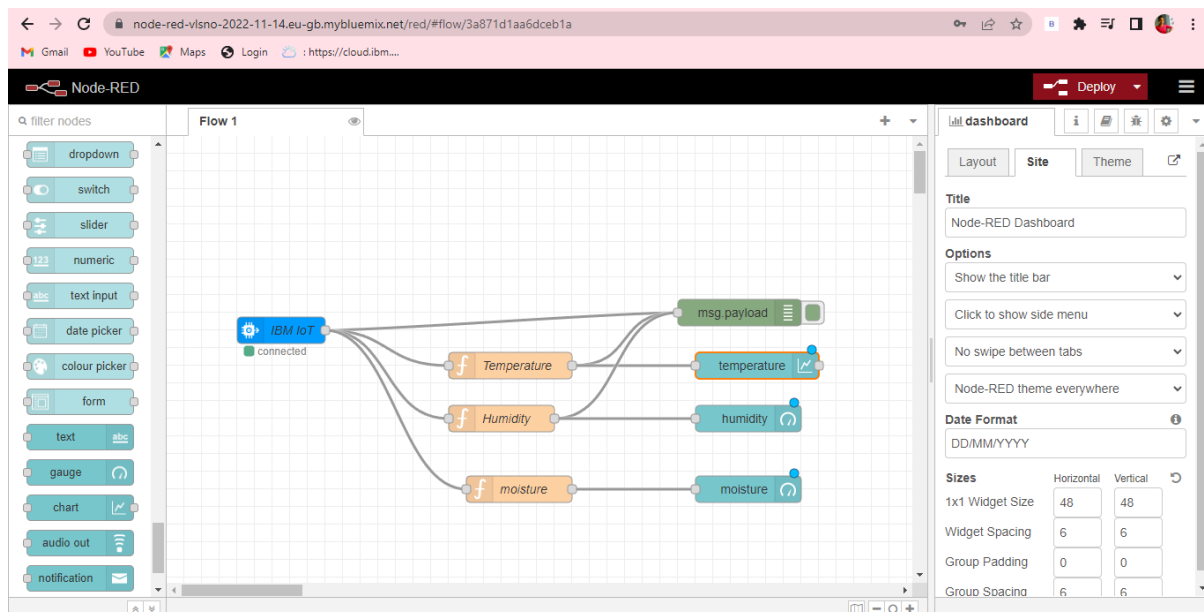 node-red-vlsno-2022-11-14.eu-gb.mybluemix.net/red/#flow/3a871d1aa6dceb1a
B
Gmail YouTube Maps Login : https://cloud.ibm....
Node-RED
Deploy
filter nodes
Flow 1
dashboard
i
dropdown
switch
slider
123 numeric
abc text input
date picker
colour picker
form
text abc
gauge
chart
audio out
notification
IBM IoT
connected
f Temperature
f Humidity
f moisture
msg.payload
temperature
humidity
moisture
Layout Site Theme
Title
Node-RED Dashboard
Options
Show the title bar
Click to show side menu
No swipe between tabs
Node-RED theme everywhere
Date Format
DD/MM/YYYY
Sizes Horizontal Vertical
1x1 Widget Size 48 48
Widget Spacing 6 6
Group Padding 0 0
Group Spacing 6 6